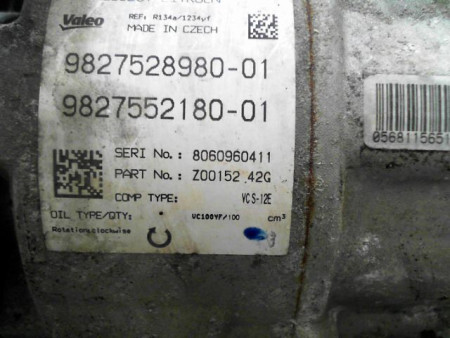 Valeo
REF: R134a/1234yf
MADE IN CZECH
9827528980-01
9827552180-01
SERI No.: 8060960411
PART No.: Z00152 42G
COMP TYPE: VCS-12E
OIL TYPE/QTY: VC100YF/100 cm³
Rotation:clockwise
0568115651